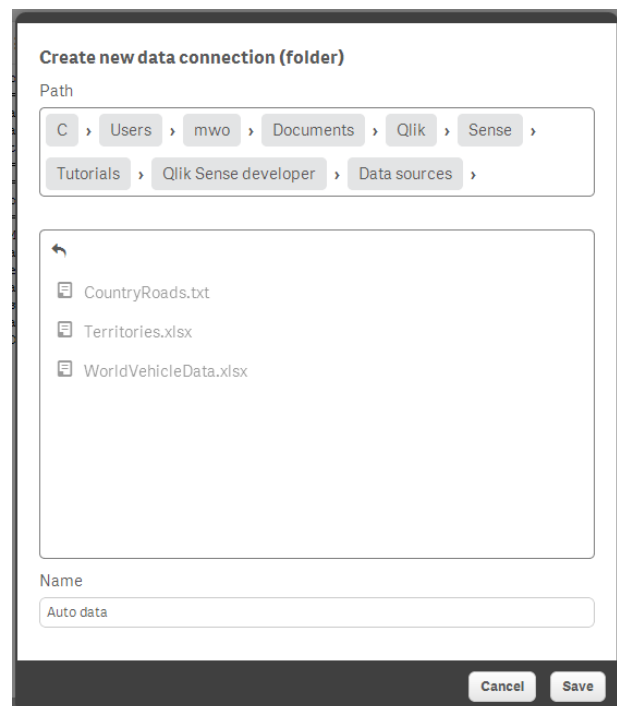 Create new data connection (folder)
Path
C › Users › mwo › Documents › Qlik › Sense ›
Tutorials › Qlik Sense developer › Data sources ›
CountryRoads.txt
Territories.xlsx
WorldVehicleData.xlsx
Name
Auto data
Cancel Save